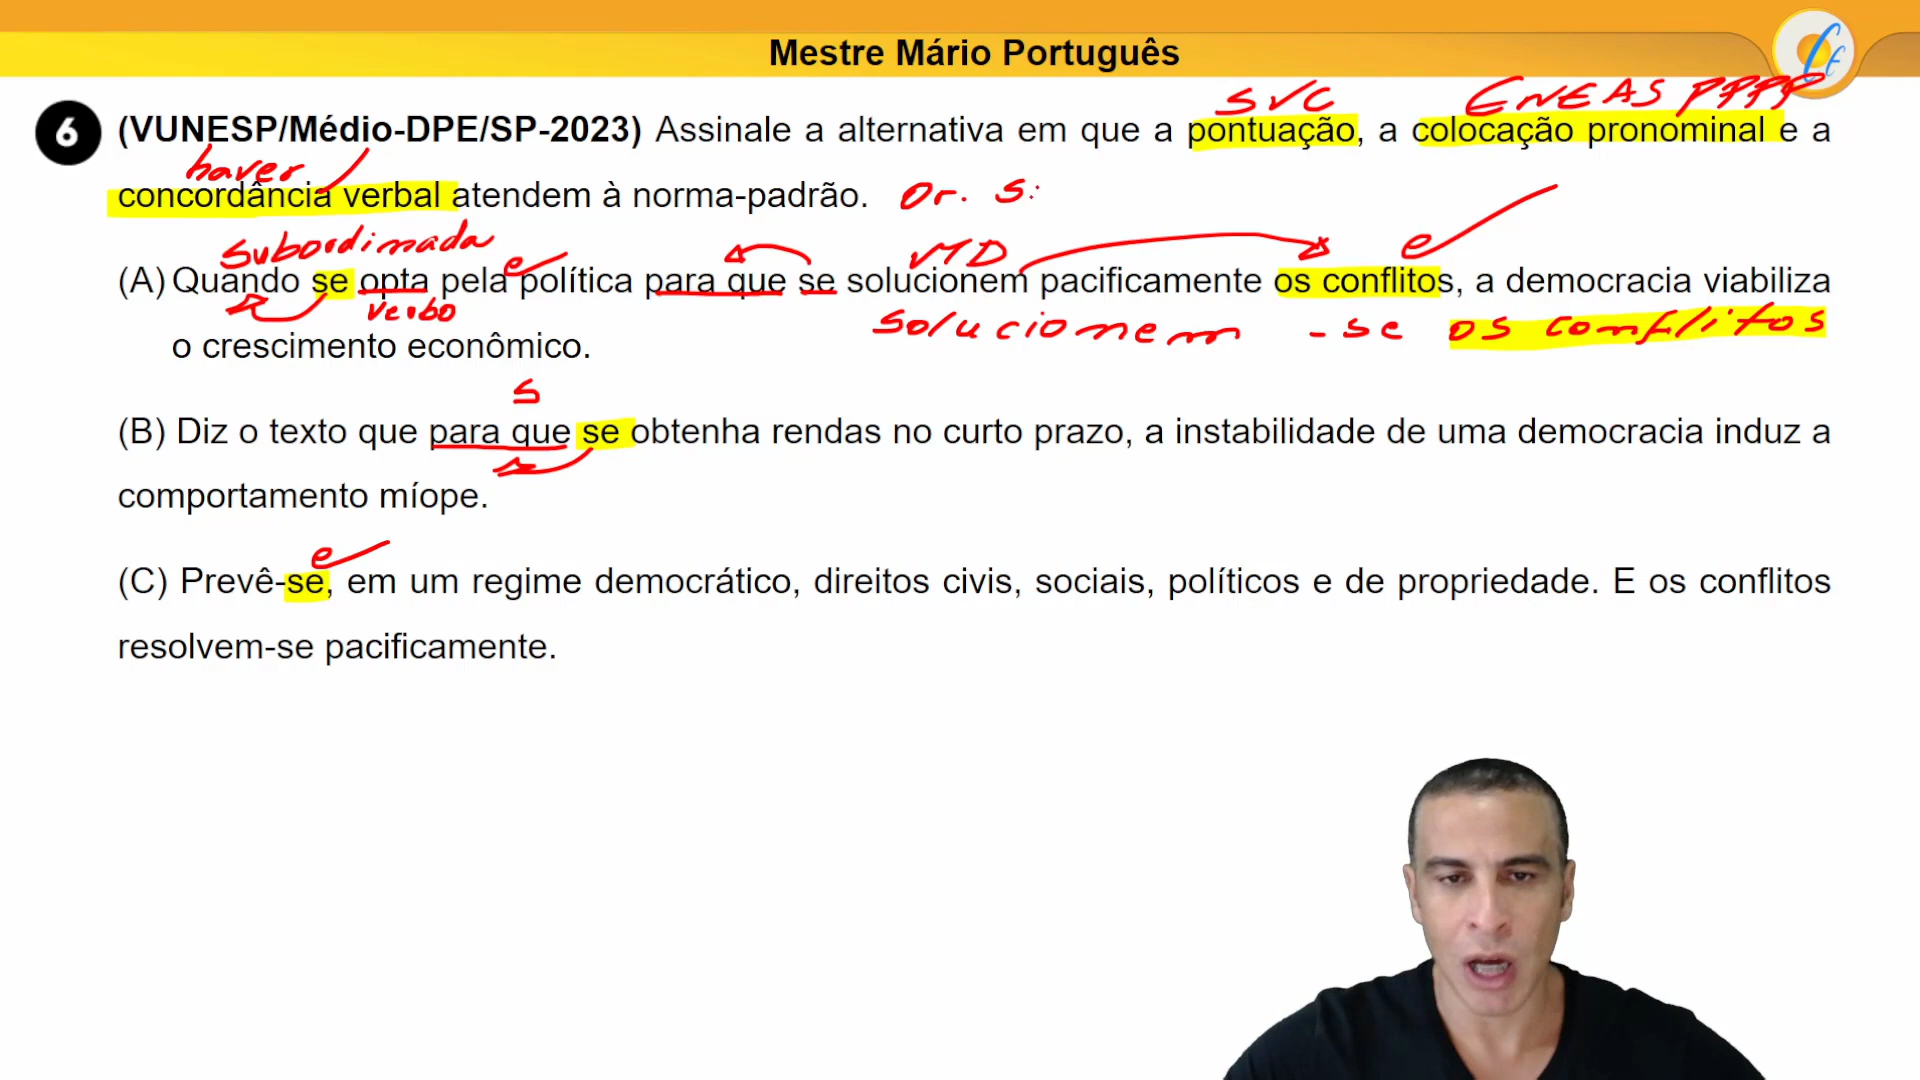 Mestre Mário Português
SVC ENEAS PPPP
6 (VUNESP/Médio-DPE/SP-2023) Assinale a alternativa em que a pontuação, a colocação pronominal e a
haver
concordância verbal atendem à norma-padrão. Or. S:
subordinada e VMD e
(A) Quando se opta pela política para que se solucionem pacificamente os conflitos, a democracia viabiliza
verbo solucionem -se os conflitos
o crescimento econômico.
S
(B) Diz o texto que para que se obtenha rendas no curto prazo, a instabilidade de uma democracia induz a
comportamento míope.
e
(C) Prevê-se, em um regime democrático, direitos civis, sociais, políticos e de propriedade. E os conflitos
resolvem-se pacificamente.